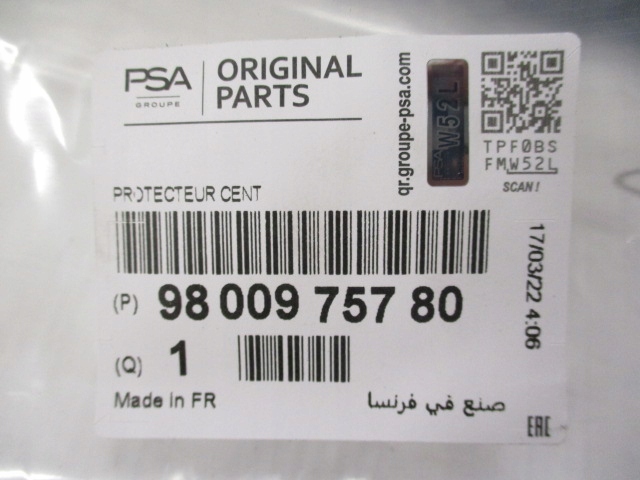 PSA
GROUPE
ORIGINAL
PARTS
qr.groupe-psa.com
PSA W52L
TPF0BS
FMW52L
SCAN!
PROTECTEUR CENT
(P) 98 009 757 80
(Q) 1
17/03/22 4:06
Made in FR
صنع في فرنسا
EAC